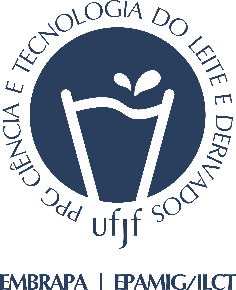 PPG CIÊNCIA E TECNOLOGIA DO LEITE E DERIVADOS
ufjf
EMBRAPA | EPAMIG/ILCT